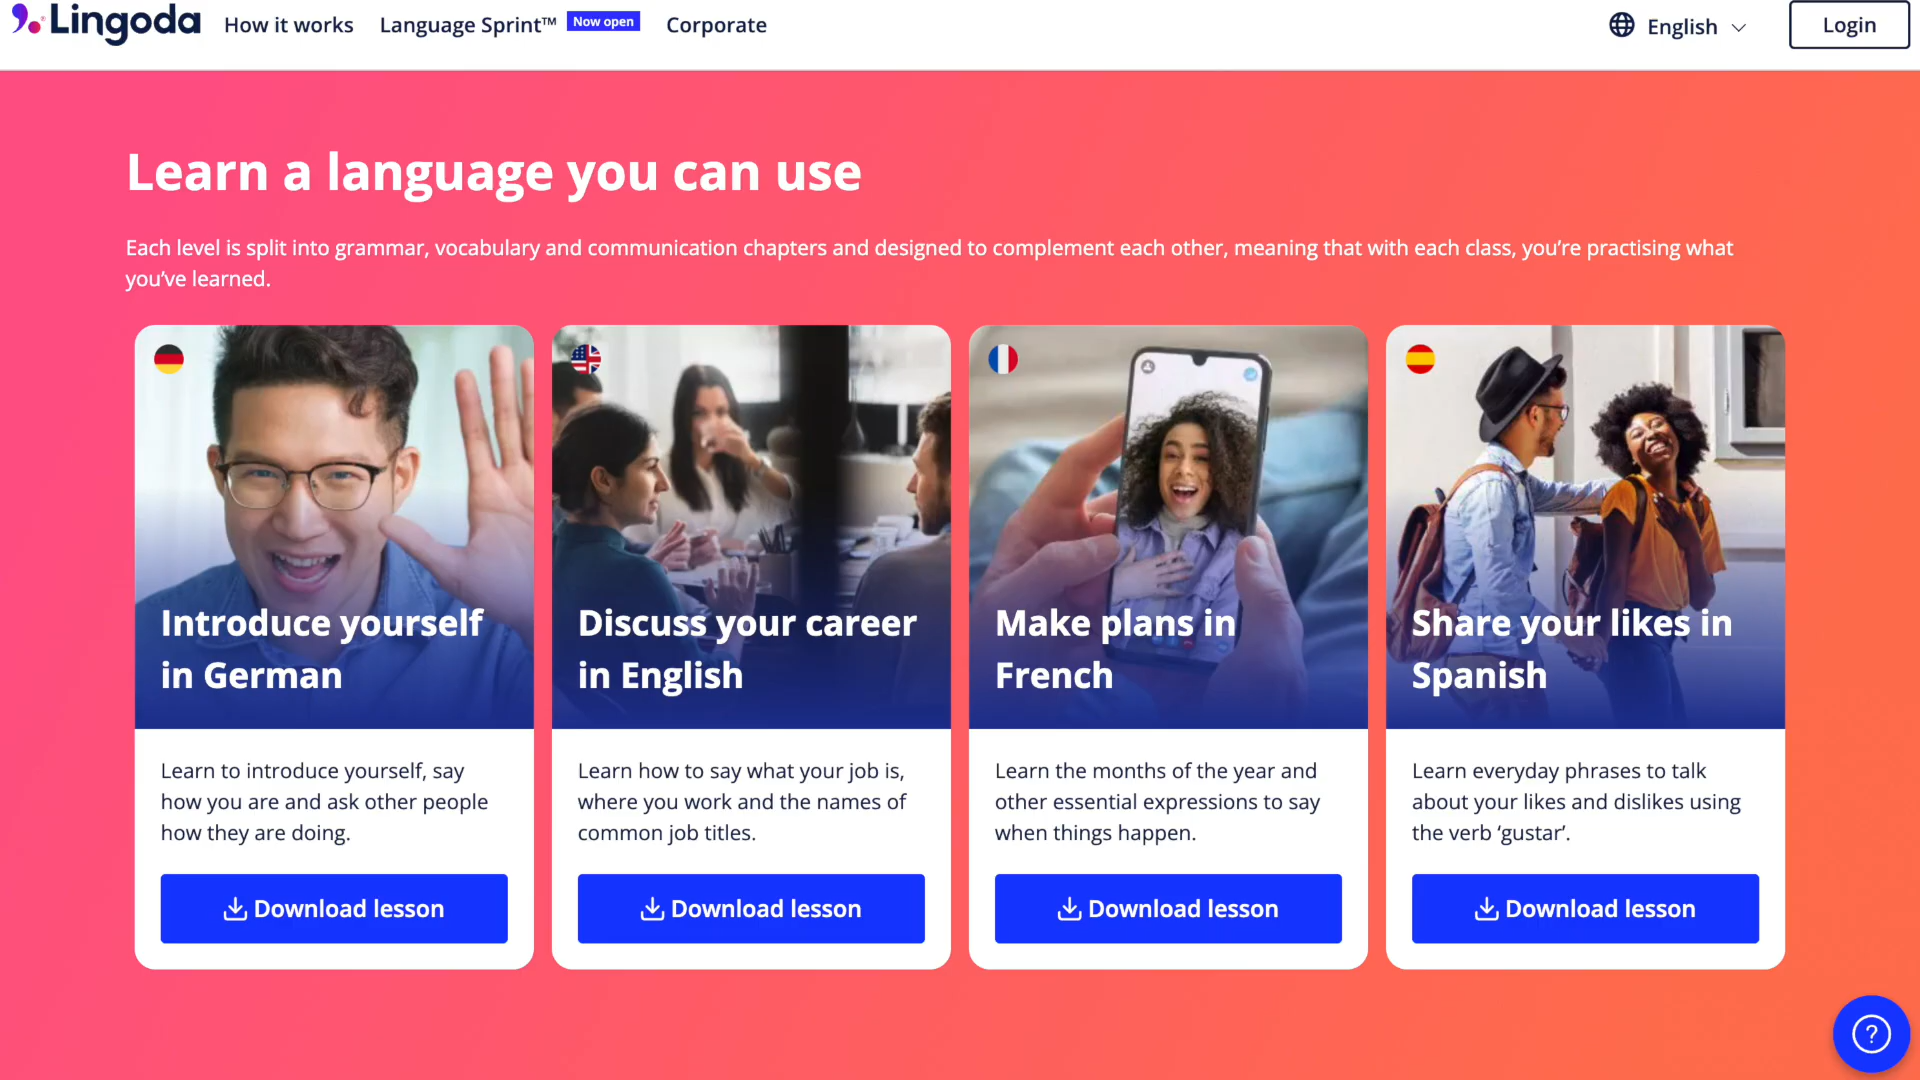 Lingoda
How it works
Language Sprint™
Now open
Corporate
English
Login
Learn a language you can use
Each level is split into grammar, vocabulary and communication chapters and designed to complement each other, meaning that with each class, you’re practising what
you’ve learned.
Introduce yourself
in German
Learn to introduce yourself, say
how you are and ask other people
how they are doing.
Download lesson
Discuss your career
in English
Learn how to say what your job is,
where you work and the names of
common job titles.
Download lesson
Make plans in
French
Learn the months of the year and
other essential expressions to say
when things happen.
Download lesson
Share your likes in
Spanish
Learn everyday phrases to talk
about your likes and dislikes using
the verb ‘gustar’.
Download lesson
?